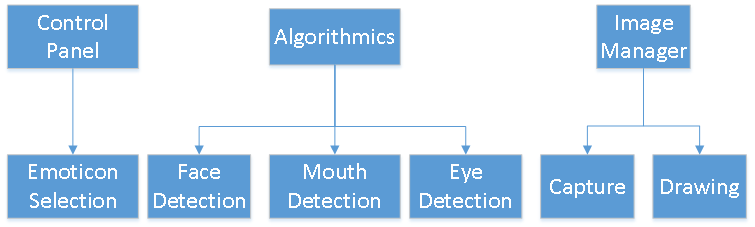 Control
Panel
Algorithmics
Image
Manager
Emoticon
Selection
Face
Detection
Mouth
Detection
Eye
Detection
Capture
Drawing